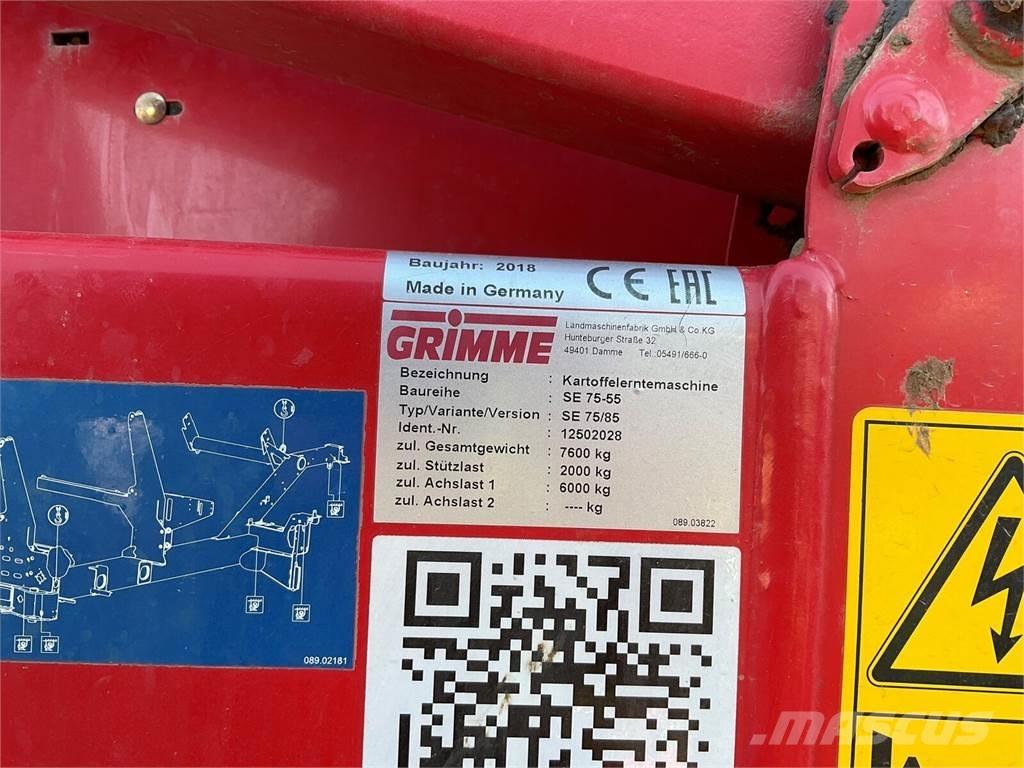 Baujahr: 2018
Made in Germany
CE EAC
GRIMME
Landmaschinenfabrik GmbH & Co.KG
Hunteburger Straße 32
49401 Damme Tel.:05491/666-0
Bezeichnung : Kartoffelerntemaschine
Baureihe : SE 75-55
Typ/Variante/Version : SE 75/85
Ident.-Nr. : 12502028
zul. Gesamtgewicht : 7600 kg
zul. Stützlast : 2000 kg
zul. Achslast 1 : 6000 kg
zul. Achslast 2 : ---- kg
089.03822
089.02181
MASCUS